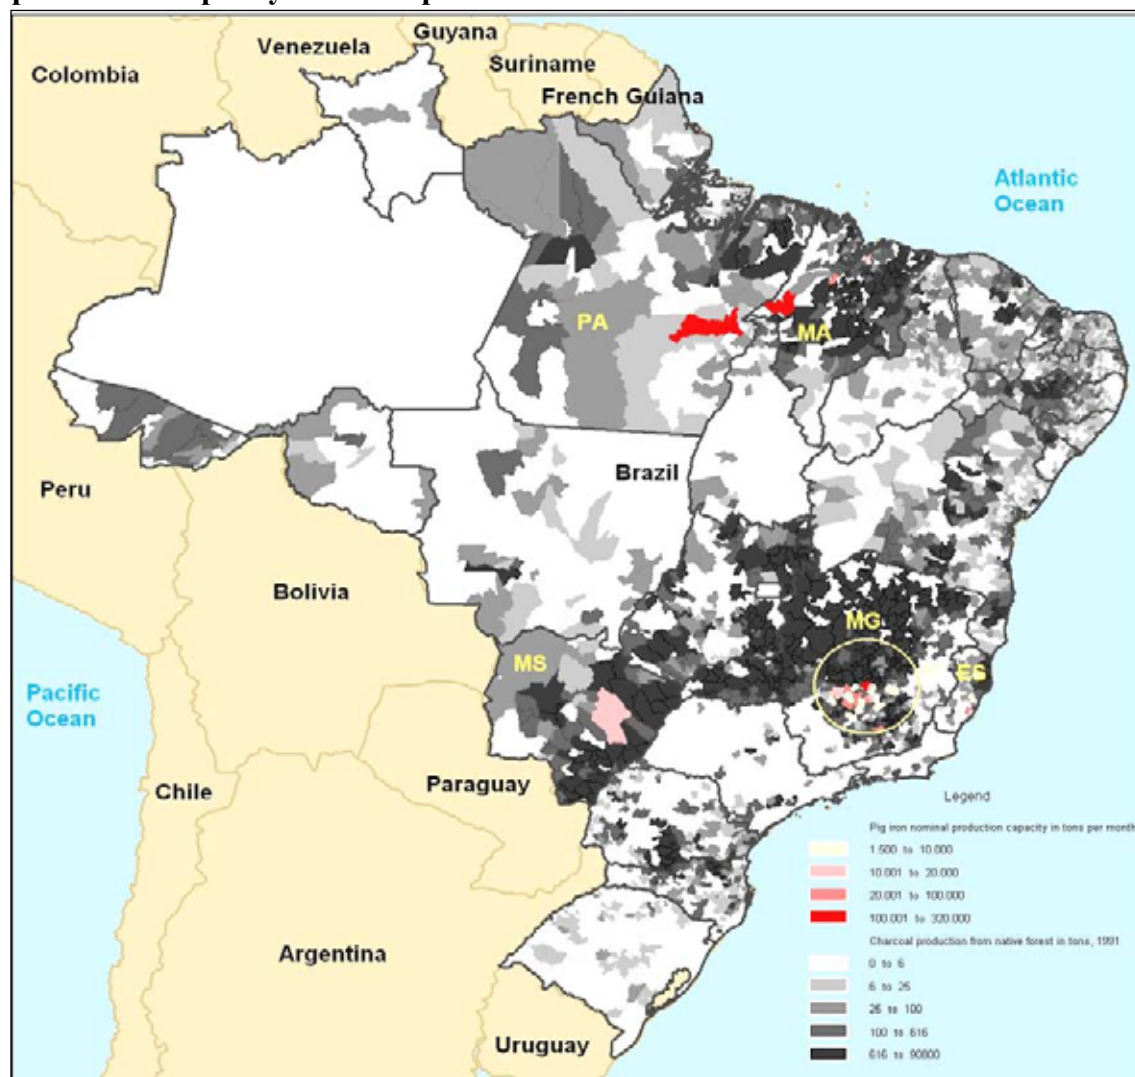 Guyana
Venezuela
Colombia
Suriname
French Guiana
Atlantic
Ocean
PA
MA
Brazil
Peru
Bolivia
MG
MS
ES
Pacific
Ocean
Paraguay
Chile
Legend
Pig iron nominal production capacity in tons per month
1.500 to 10.000
10.001 to 20.000
20.001 to 100.000
100.001 to 320.000
Charcoal production from native forest in tons, 1991
0 to 6
6 to 25
26 to 100
100 to 616
616 to 90800
Argentina
Uruguay